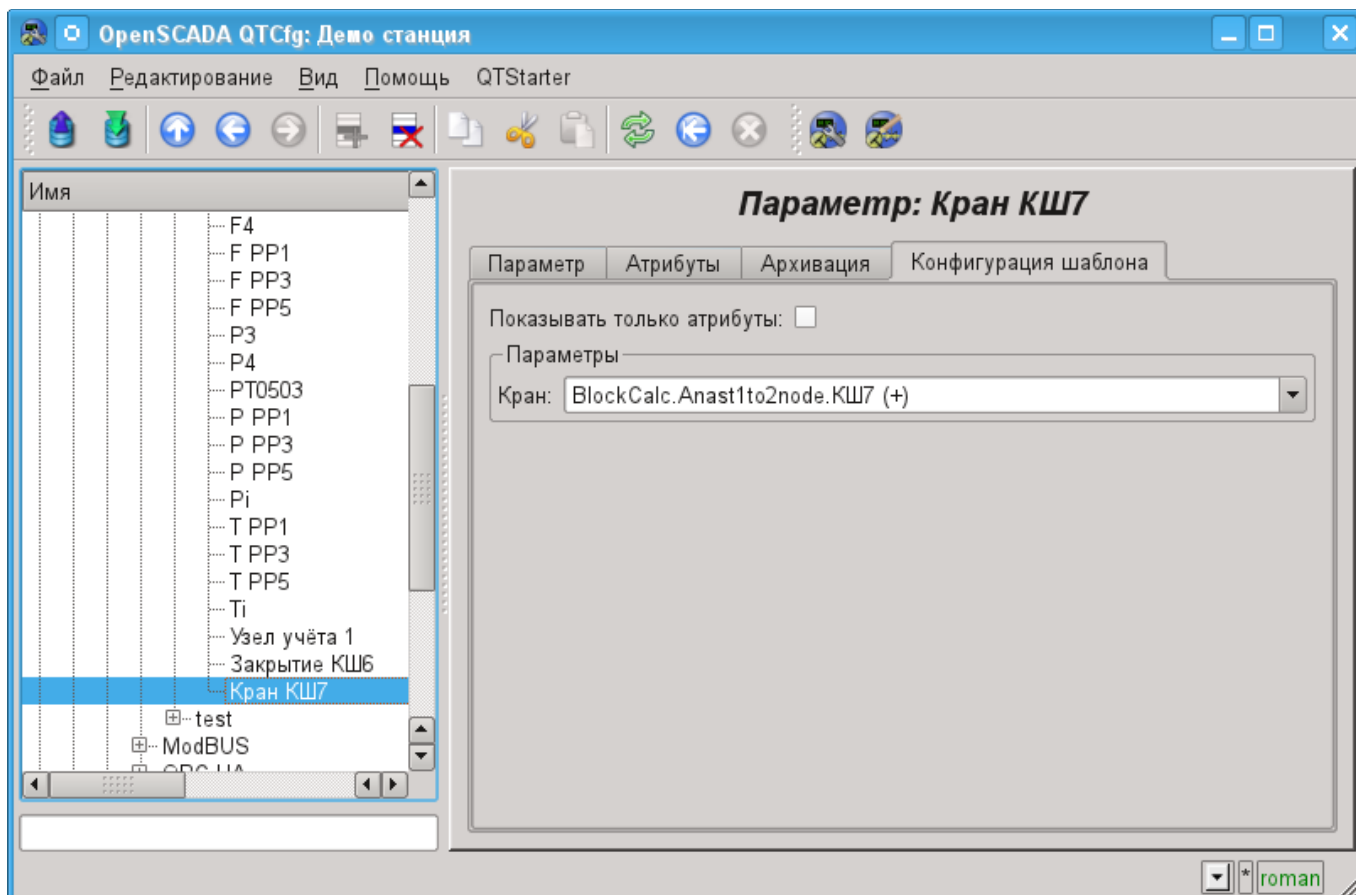 OpenSCADA QTCfg: Демо станция
Файл Редактирование Вид Помощь QTStarter
Имя
F4
F PP1
F PP3
F PP5
P3
P4
PT0503
P PP1
P PP3
P PP5
Pi
T PP1
T PP3
T PP5
Ti
Узел учёта 1
Закрытие КШ6
Кран КШ7
test
ModBUS
Параметр: Кран КШ7
Параметр Атрибуты Архивация Конфигурация шаблона
Показывать только атрибуты:
Параметры
Кран: BlockCalc.Anast1to2node.КШ7 (+)
* roman